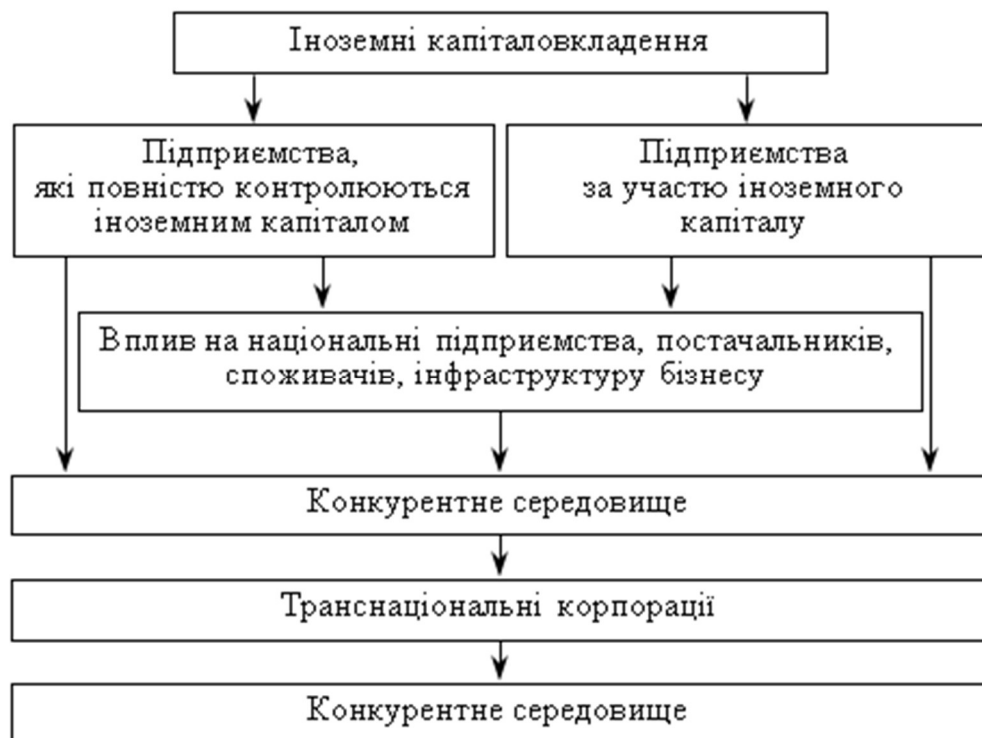 Іноземні капіталовкладення
Підприємства,
які повністю контролюються
іноземним капіталом
Підприємства
за участю іноземного
капіталу
Вплив на національні підприємства, постачальників,
споживачів, інфраструктуру бізнесу
Конкурентне середовище
Транснаціональні корпорації
Конкурентне середовище